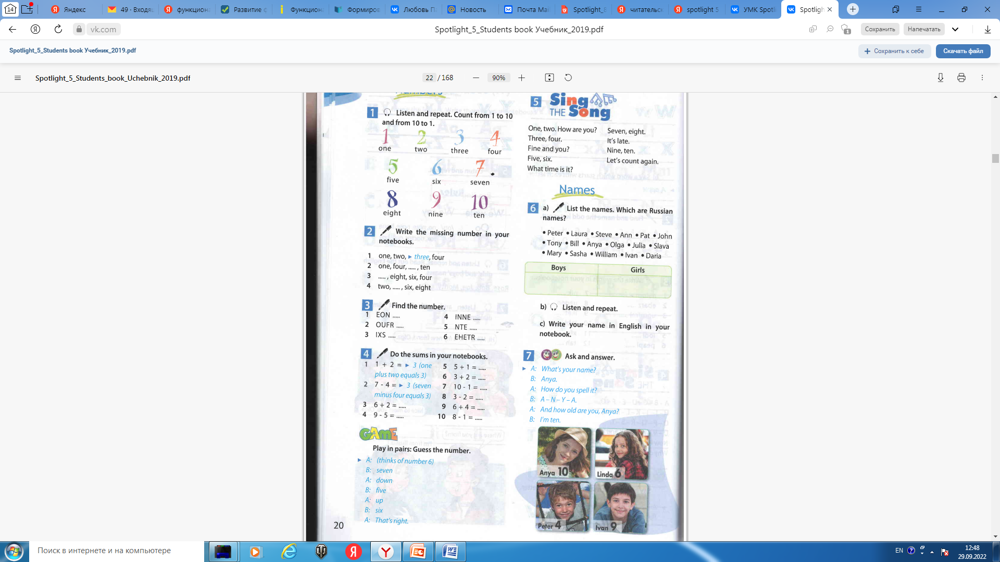 14
Яндекс
49 · Входящ
функциона
Развитие ф
Функцион
Формиров
Любовь П
Новость
Почта Mai
Spotlight_8
читательск
spotlight 5
УМК Spotli
Spotligh
vk.com
Spotlight_5_Students book Учебник_2019.pdf
1
Сохранить
Напечатать
Spotlight_5_Students book Учебник_2019.pdf
Сохранить к себе
Скачать файл
Spotlight_5_Students_book_Uchebnik_2019.pdf
22 / 168
90%
Numbers
1 Listen and repeat. Count from 1 to 10
and from 10 to 1.
1 2 3 4
one two three four
5 6 7
five six seven
8 9 10
eight nine ten
2 Write the missing number in your
notebooks.
1 one, two, ▸ three, four
2 one, four, ..... , ten
3 ..... , eight, six, four
4 two, ..... , six, eight
3 Find the number.
1 EON .....
2 OUFR .....
3 IXS .....
4 INNE .....
5 NTE .....
6 EHETR .....
4 Do the sums in your notebooks.
1 1 + 2 = ▸ 3 (one
plus two equals 3)
2 7 - 4 = ▸ 3 (seven
minus four equals 3)
3 6 + 2 = .....
4 9 - 5 = .....
5 5 + 1 = .....
6 3 + 2 = .....
7 10 - 1 = .....
8 3 - 2 = .....
9 6 + 4 = .....
10 8 - 1 = .....
GAME
Play in pairs: Guess the number.
▸ A: (thinks of number 6)
B: seven
A: down
B: five
A: up
B: six
A: That's right.
20
5 Sing
THE Song
One, two. How are you?
Three, four.
Fine and you?
Five, six.
What time is it?
Seven, eight.
It's late.
Nine, ten.
Let's count again.
Names
6 a) List the names. Which are Russian
names?
• Peter • Laura • Steve • Ann • Pat • John
• Tony • Bill • Anya • Olga • Julia • Slava
• Mary • Sasha • William • Ivan • Daria
Boys Girls
b) Listen and repeat.
c) Write your name in English in your
notebook.
7 Ask and answer.
▸ A: What's your name?
B: Anya.
A: How do you spell it?
B: A – N – Y – A.
A: And how old are you, Anya?
B: I'm ten.
Anya 10
Linda 6
Peter 4
Ivan 9
Поиск в интернете и на компьютере
EN
12:48
29.09.2022